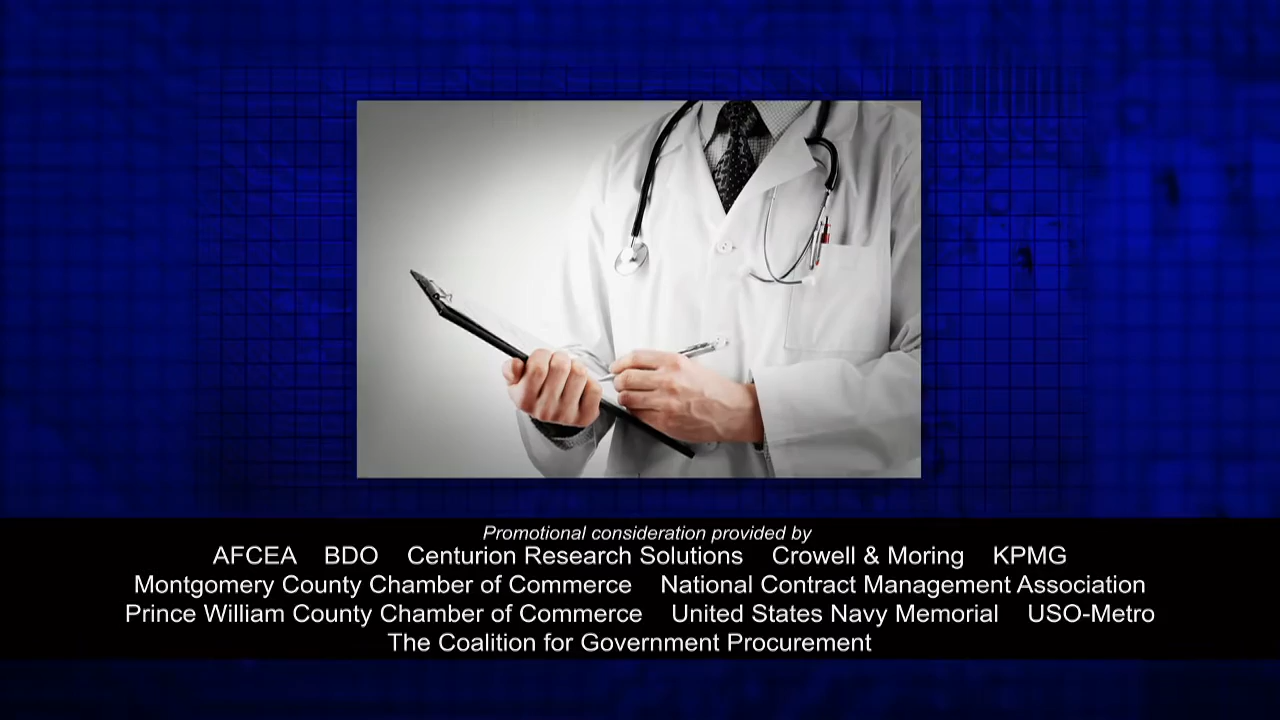 Promotional consideration provided by
AFCEA BDO Centurion Research Solutions Crowell & Moring KPMG
Montgomery County Chamber of Commerce National Contract Management Association
Prince William County Chamber of Commerce United States Navy Memorial USO-Metro
The Coalition for Government Procurement